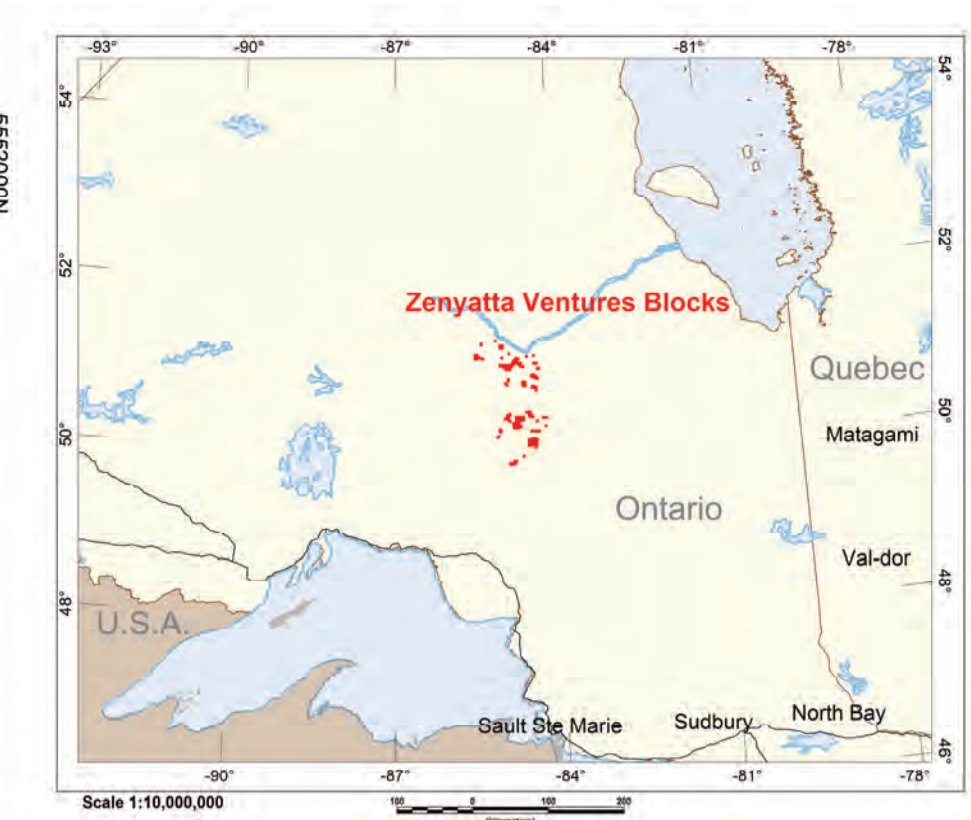 -93° -90° -87° -84° -81° -78°
54° 54°
52° 52°
Zenyatta Ventures Blocks
Quebec
50° 50°
Matagami
Ontario
Val-dor
48° 48°
U.S.A.
Sault Ste Marie Sudbury North Bay
46°
-90° -87° -84° -81° -78°
Scale 1:10,000,000
100 0 100 200